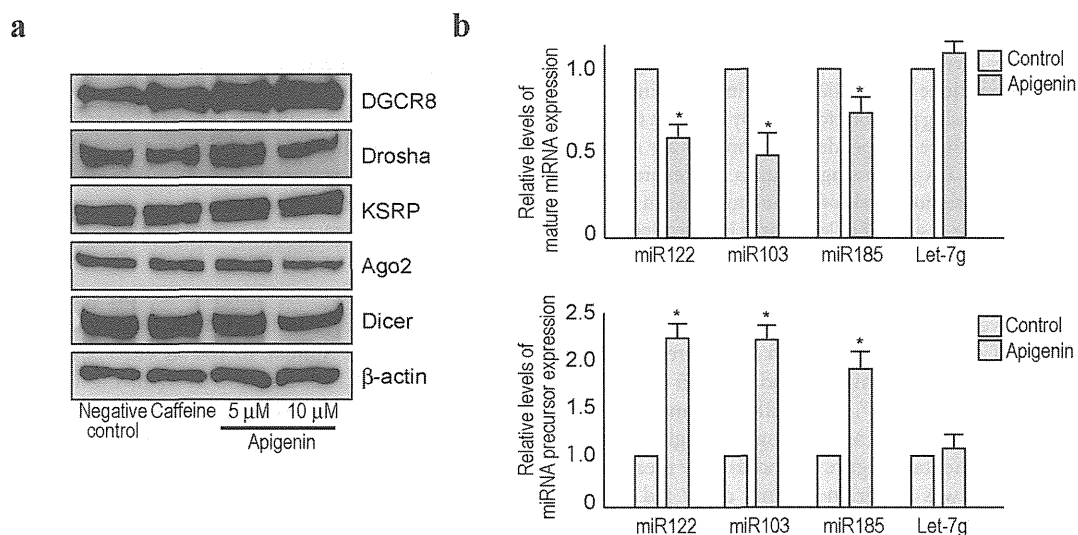 a
DGCR8
Drosha
KSRP
Ago2
Dicer
β-actin
Negative control
Caffeine
5 μM
10 μM
Apigenin
b
Relative levels of
mature miRNA expression
1.0
0.5
0
*
*
*
miR122
miR103
miR185
Let-7g
Control
Apigenin
Relative levels of
miRNA precursor expression
2.5
2.0
1.5
1.0
0
*
*
*
miR122
miR103
miR185
Let-7g
Control
Apigenin